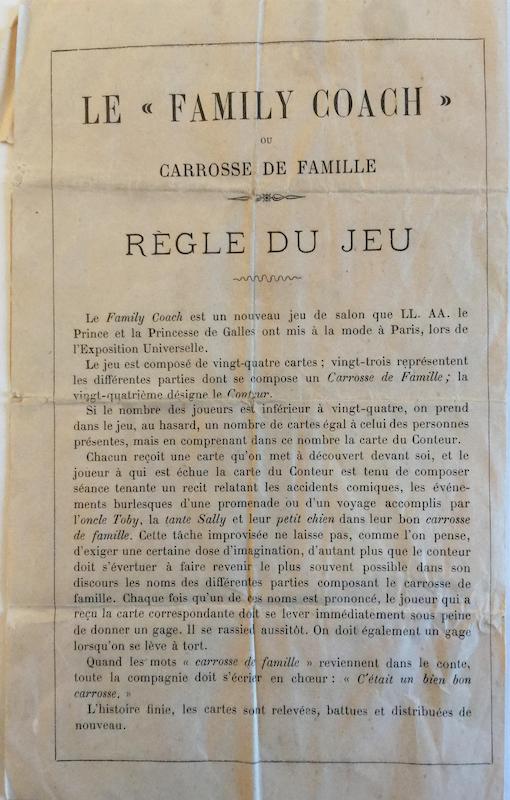 LE « FAMILY COACH »
OU
CARROSSE DE FAMILLE
RÈGLE DU JEU
Le Family Coach est un nouveau jeu de salon que LL. AA. le
Prince et la Princesse de Galles ont mis à la mode à Paris, lors de
l'Exposition Universelle.
Le jeu est composé de vingt-quatre cartes ; vingt-trois représentent
les différentes parties dont se compose un Carrosse de Famille ; la
vingt-quatrième désigne le Conteur.
Si le nombre des joueurs est inférieur à vingt-quatre, on prend
dans le jeu, au hasard, un nombre de cartes égal à celui des personnes
présentes, mais en comprenant dans ce nombre la carte du Conteur.
Chacun reçoit une carte qu'on met à découvert devant soi, et le
joueur à qui est échue la carte du Conteur est tenu de composer
séance tenante un recit relatant les accidents comiques, les événe-
ments burlesques d'une promenade ou d'un voyage accomplis par
l'oncle Toby, la tante Sally et leur petit chien dans leur bon carrosse
de famille. Cette tâche improvisée ne laisse pas, comme l'on pense,
d'exiger une certaine dose d'imagination, d'autant plus que le conteur
doit s'évertuer à faire revenir le plus souvent possible dans son
discours les noms des différentes parties composant le carrosse de
famille. Chaque fois qu'un de ces noms est prononcé, le joueur qui a
reçu la carte correspondante doit se lever immédiatement sous peine
de donner un gage. Il se rassied aussitôt. On doit également un gage
lorsqu'on se lève à tort.
Quand les mots « carrosse de famille » reviennent dans le conte,
toute la compagnie doit s'écrier en chœur : « C'était un bien bon
carrosse. »
L'histoire finie, les cartes sont relevées, battues et distribuées de
nouveau.